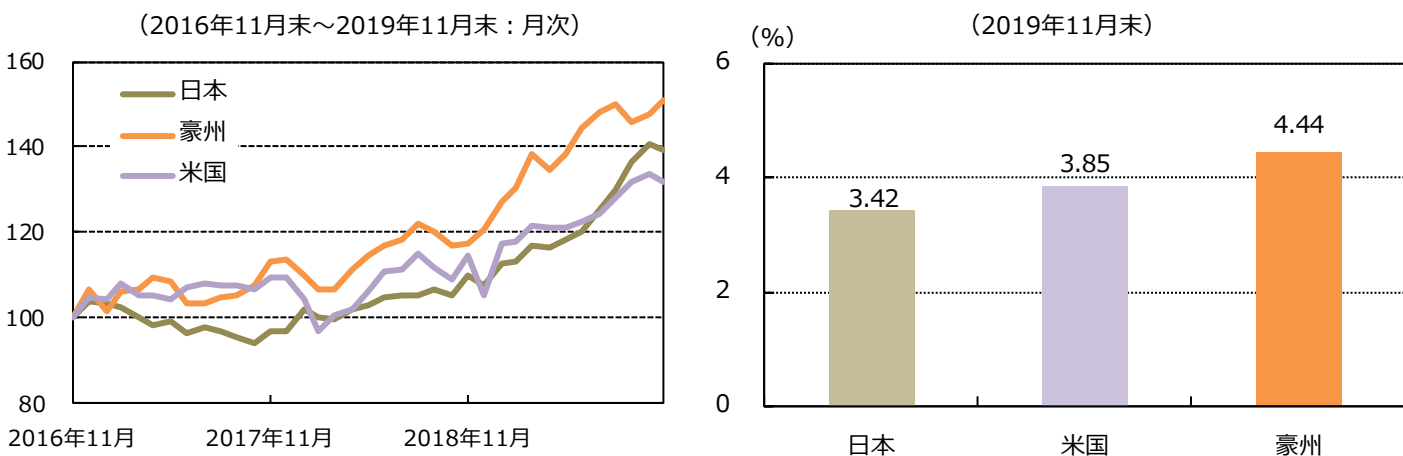 （2016年11月末～2019年11月末：月次）
160
140
120
100
80
日本
豪州
米国
2016年11月
2017年11月
2018年11月
（2019年11月末）
（%）
6
4
2
0
3.42
3.85
4.44
日本
米国
豪州